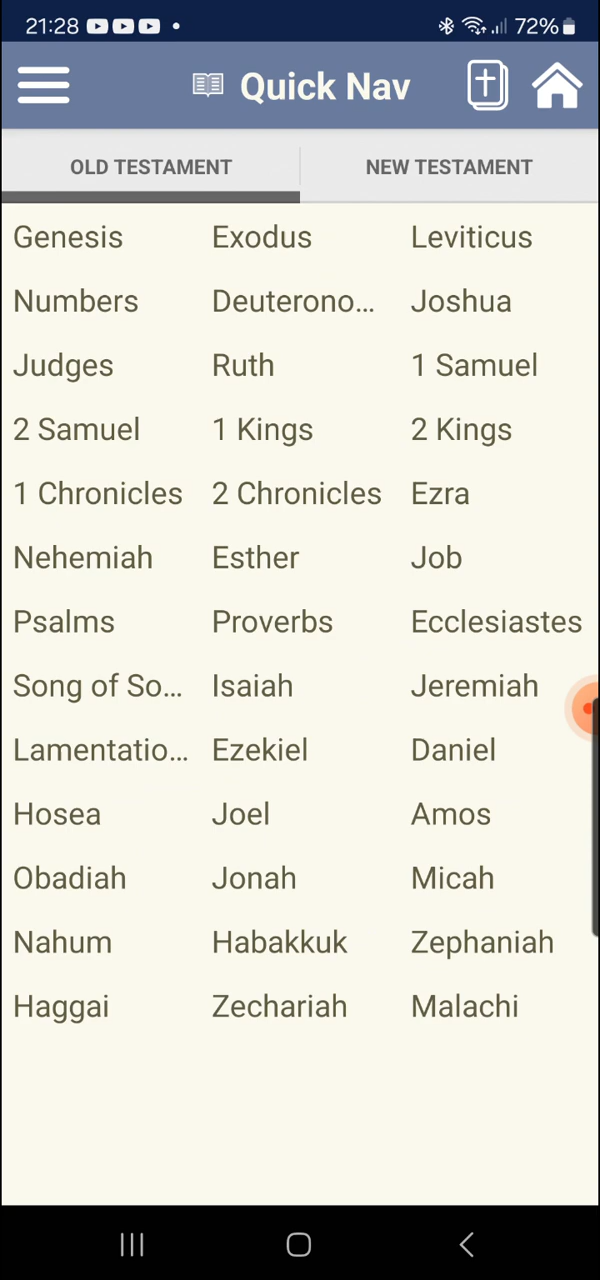 21:28 72%
Quick Nav
OLD TESTAMENT NEW TESTAMENT
Genesis Exodus Leviticus
Numbers Deuterono... Joshua
Judges Ruth 1 Samuel
2 Samuel 1 Kings 2 Kings
1 Chronicles 2 Chronicles Ezra
Nehemiah Esther Job
Psalms Proverbs Ecclesiastes
Song of So... Isaiah Jeremiah
Lamentatio... Ezekiel Daniel
Hosea Joel Amos
Obadiah Jonah Micah
Nahum Habakkuk Zephaniah
Haggai Zechariah Malachi